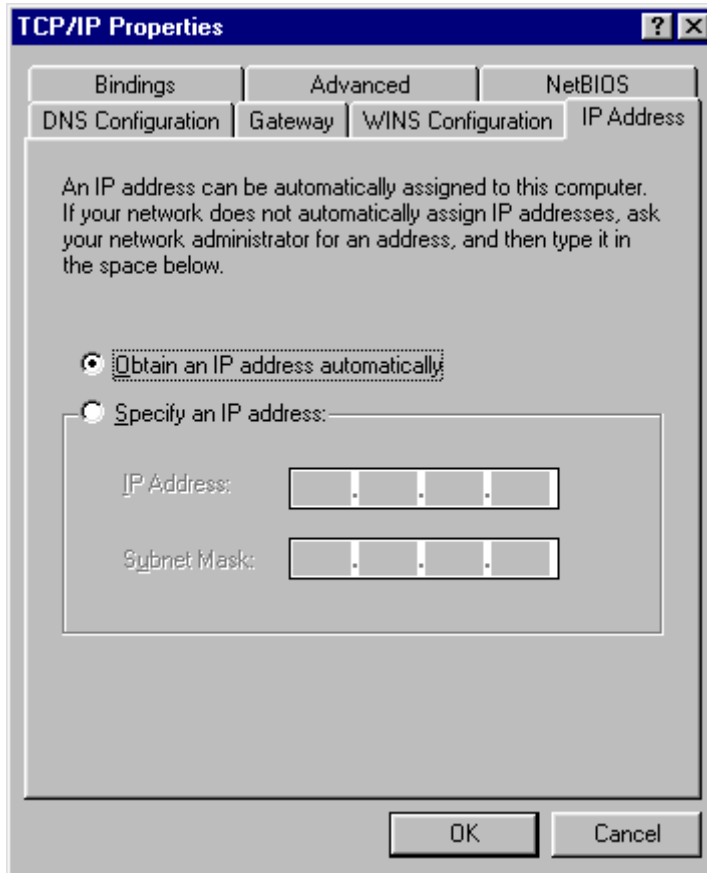 TCP/IP Properties
Bindings Advanced NetBIOS
DNS Configuration Gateway WINS Configuration IP Address
An IP address can be automatically assigned to this computer.
If your network does not automatically assign IP addresses, ask
your network administrator for an address, and then type it in
the space below.
Obtain an IP address automatically
Specify an IP address:
IP Address: . . .
Subnet Mask: . . .
OK Cancel